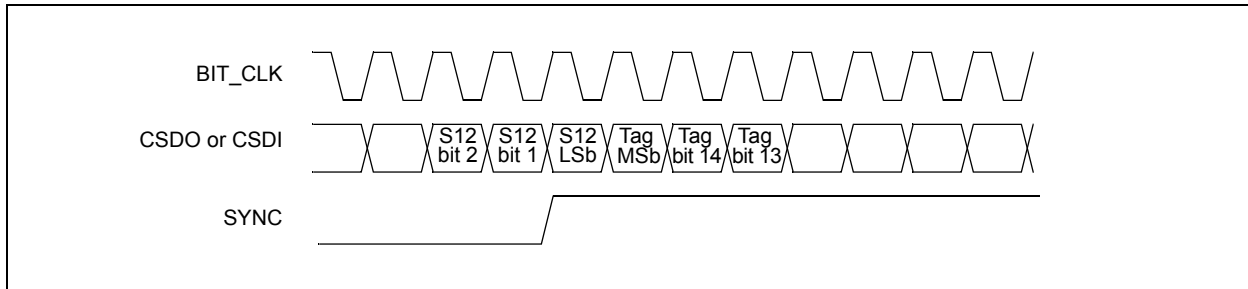 BIT_CLK
CSDO or CSDI
S12 S12 S12 Tag Tag Tag
bit 2 bit 1 LSb MSb bit 14 bit 13
SYNC